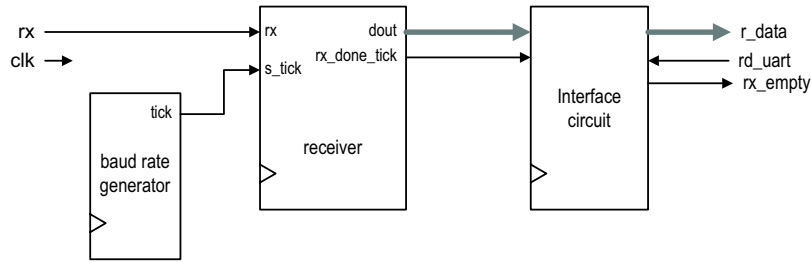 rx
clk
tick
baud rate
generator
rx
s_tick
dout
rx_done_tick
receiver
Interface
circuit
r_data
rd_uart
rx_empty